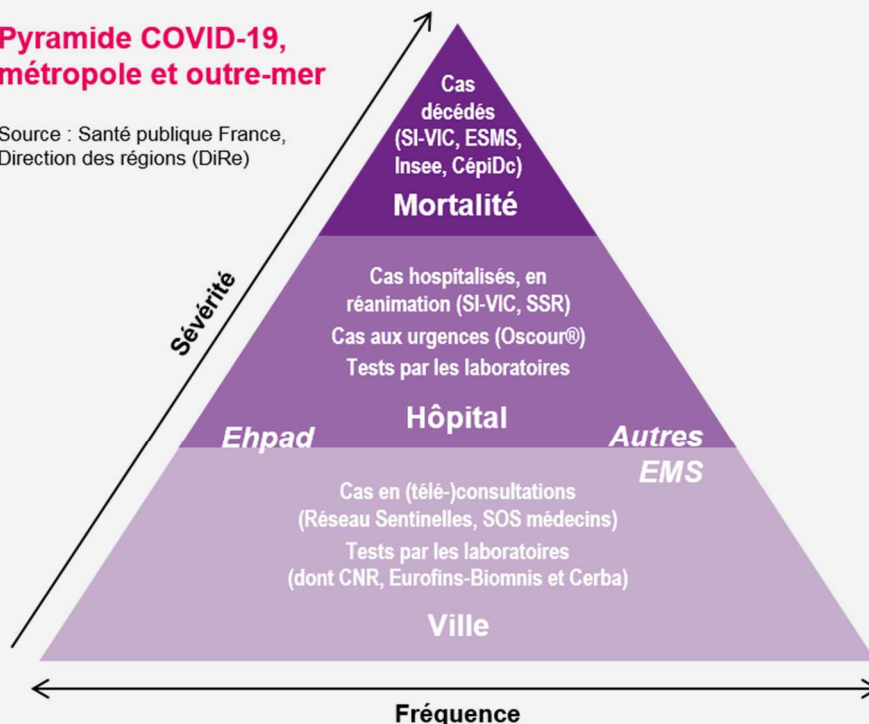 Pyramide COVID-19,
métropole et outre-mer
Source : Santé publique France,
Direction des régions (DiRe)
Cas
décédés
(SI-VIC, ESMS,
Insee, CépiDc)
Mortalité
Sévérité
Cas hospitalisés, en
réanimation (SI-VIC, SSR)
Cas aux urgences (Oscour®)
Tests par les laboratoires
Hôpital
Ehpad
Autres
EMS
Cas en (télé-)consultations
(Réseau Sentinelles, SOS médecins)
Tests par les laboratoires
(dont CNR, Eurofins-Biomnis et Cerba)
Ville
Fréquence